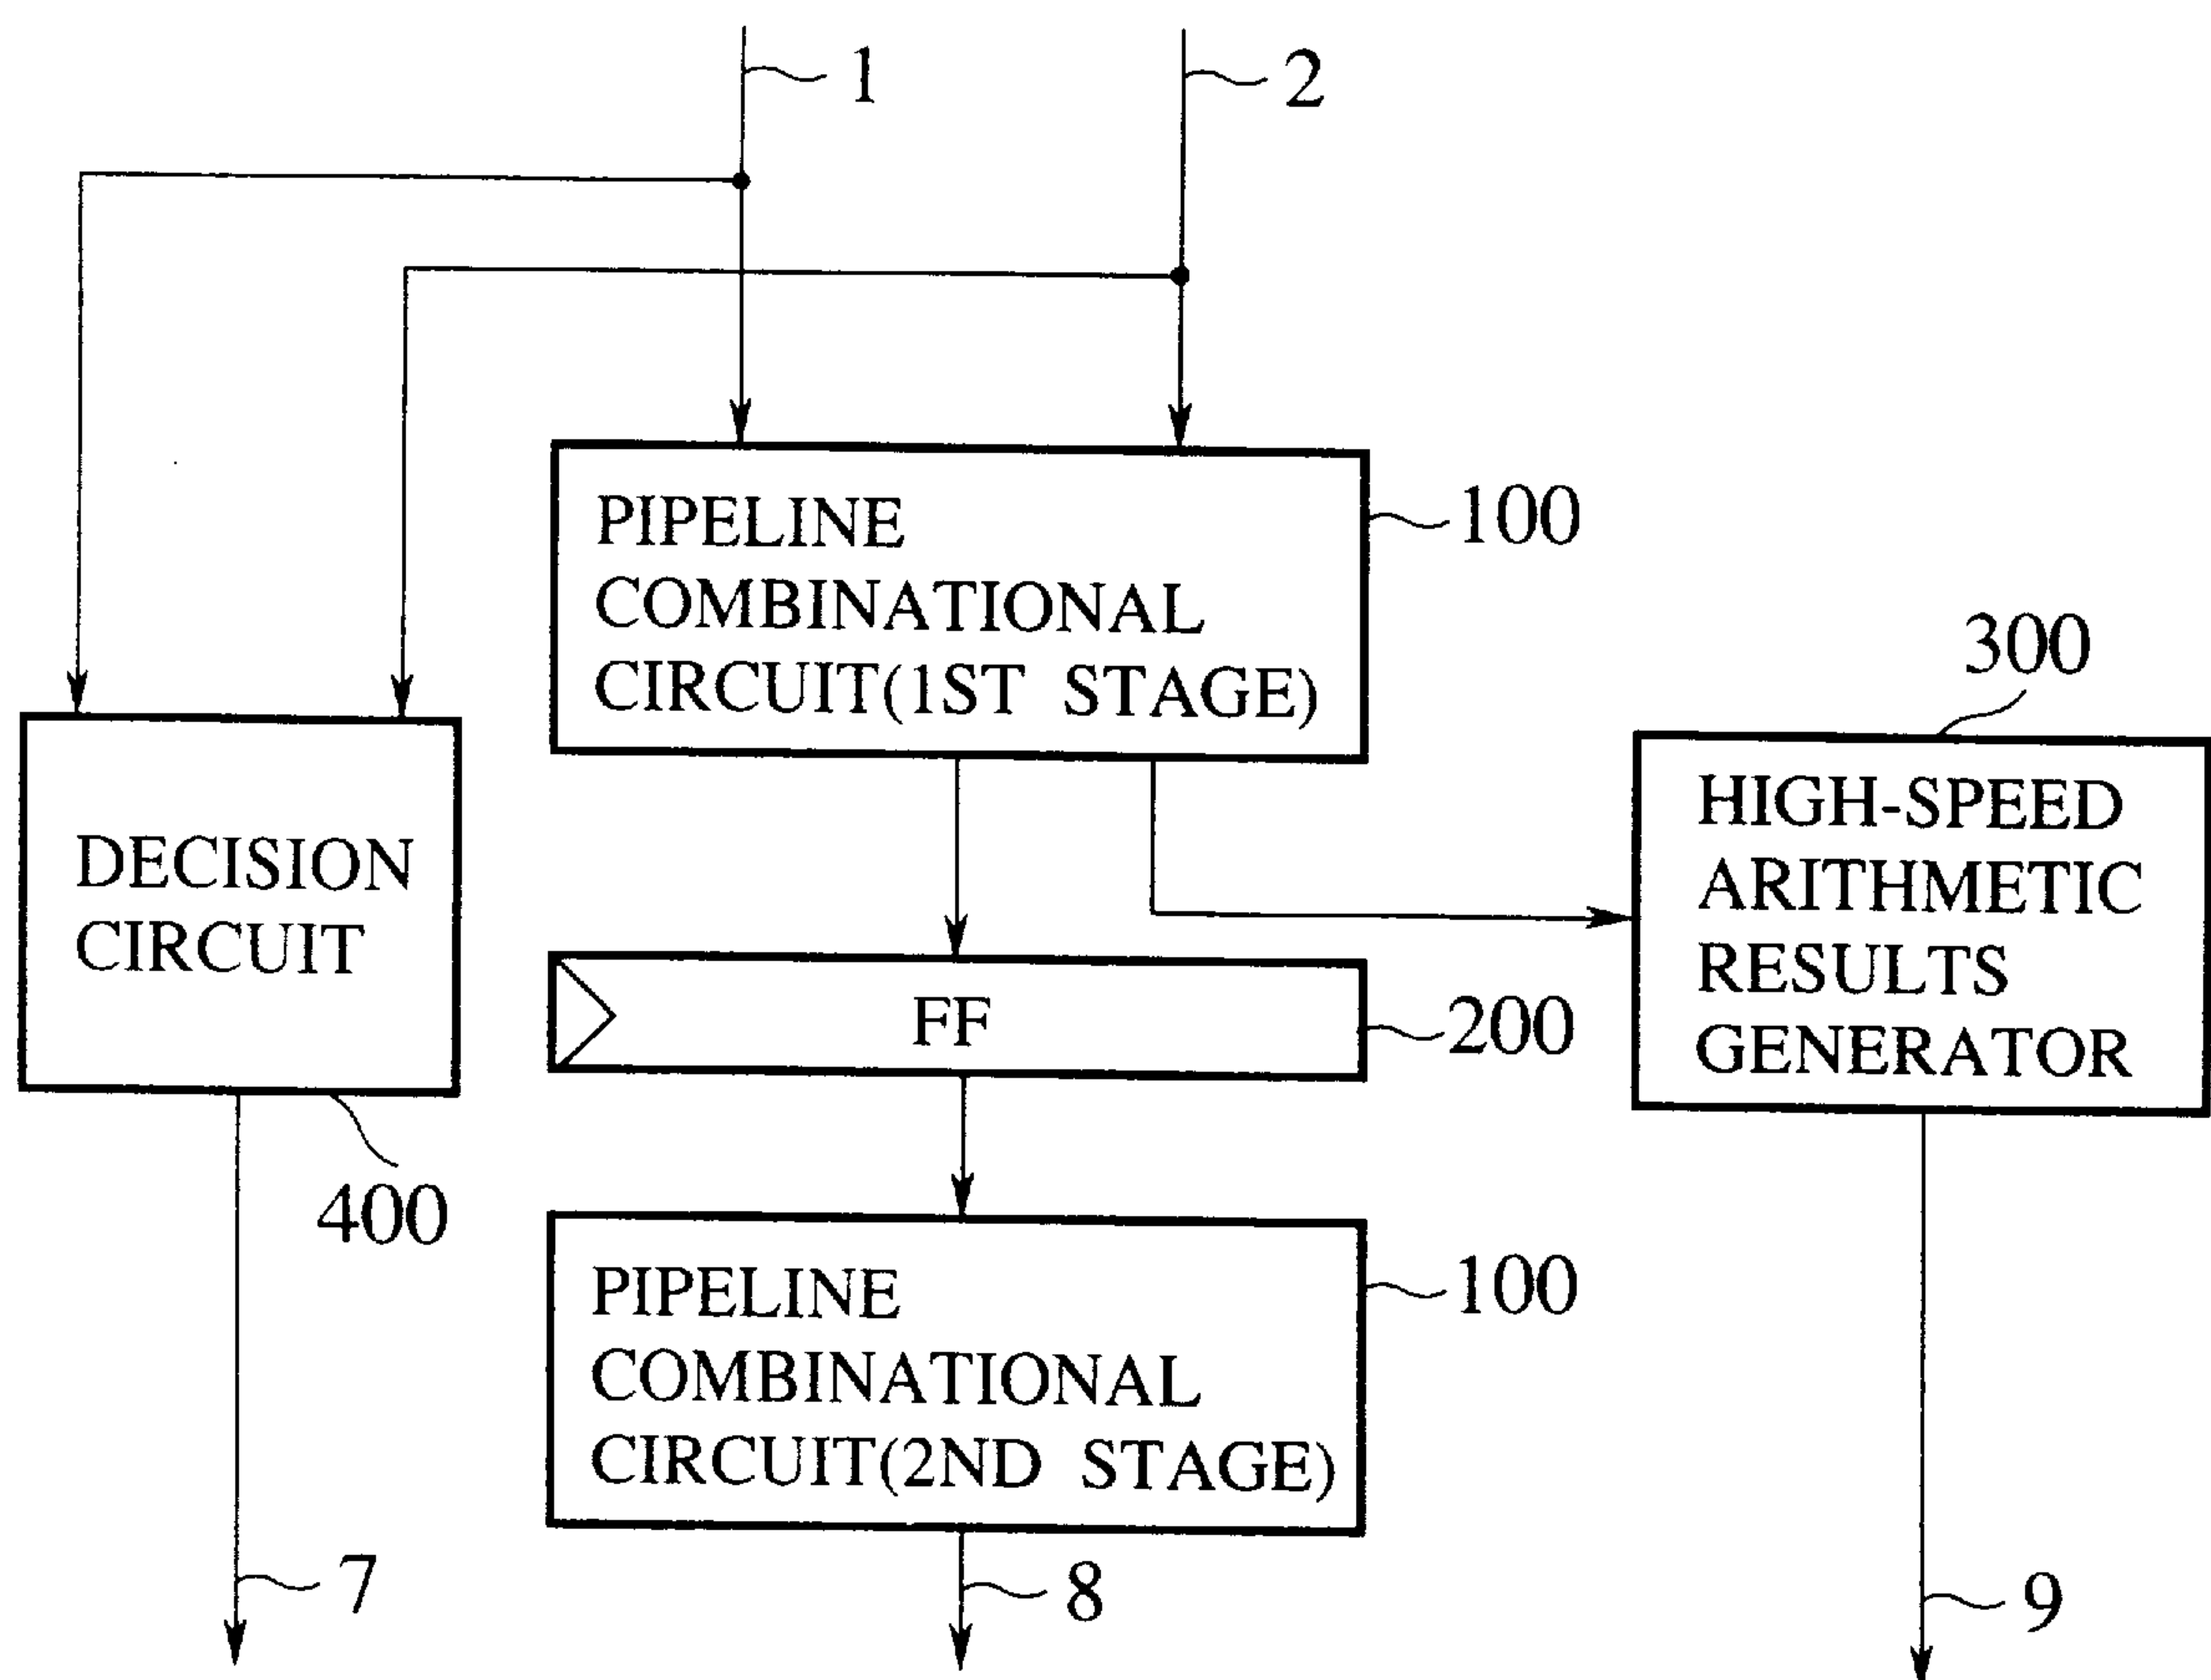 1
2
PIPELINE
COMBINATIONAL
CIRCUIT(1ST STAGE)
100
300
DECISION
CIRCUIT
HIGH-SPEED
ARITHMETIC
RESULTS
GENERATOR
FF
200
400
PIPELINE
COMBINATIONAL
CIRCUIT(2ND STAGE)
100
7
8
9